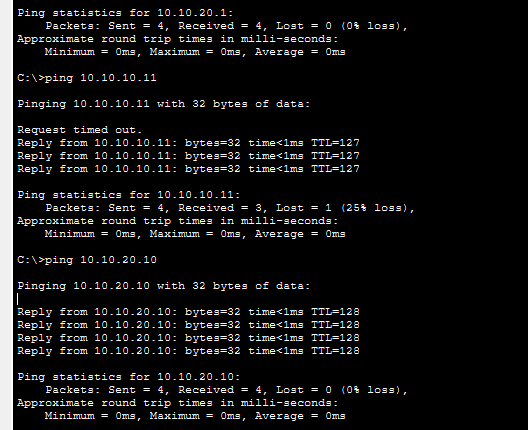 Ping statistics for 10.10.20.1:
Packets: Sent = 4, Received = 4, Lost = 0 (0% loss),
Approximate round trip times in milli-seconds:
Minimum = 0ms, Maximum = 0ms, Average = 0ms
C:\>ping 10.10.10.11
Pinging 10.10.10.11 with 32 bytes of data:
Request timed out.
Reply from 10.10.10.11: bytes=32 time<1ms TTL=127
Reply from 10.10.10.11: bytes=32 time<1ms TTL=127
Reply from 10.10.10.11: bytes=32 time<1ms TTL=127
Ping statistics for 10.10.10.11:
Packets: Sent = 4, Received = 3, Lost = 1 (25% loss),
Approximate round trip times in milli-seconds:
Minimum = 0ms, Maximum = 0ms, Average = 0ms
C:\>ping 10.10.20.10
Pinging 10.10.20.10 with 32 bytes of data:
Reply from 10.10.20.10: bytes=32 time<1ms TTL=128
Reply from 10.10.20.10: bytes=32 time<1ms TTL=128
Reply from 10.10.20.10: bytes=32 time<1ms TTL=128
Reply from 10.10.20.10: bytes=32 time<1ms TTL=128
Ping statistics for 10.10.20.10:
Packets: Sent = 4, Received = 4, Lost = 0 (0% loss),
Approximate round trip times in milli-seconds:
Minimum = 0ms, Maximum = 0ms, Average = 0ms